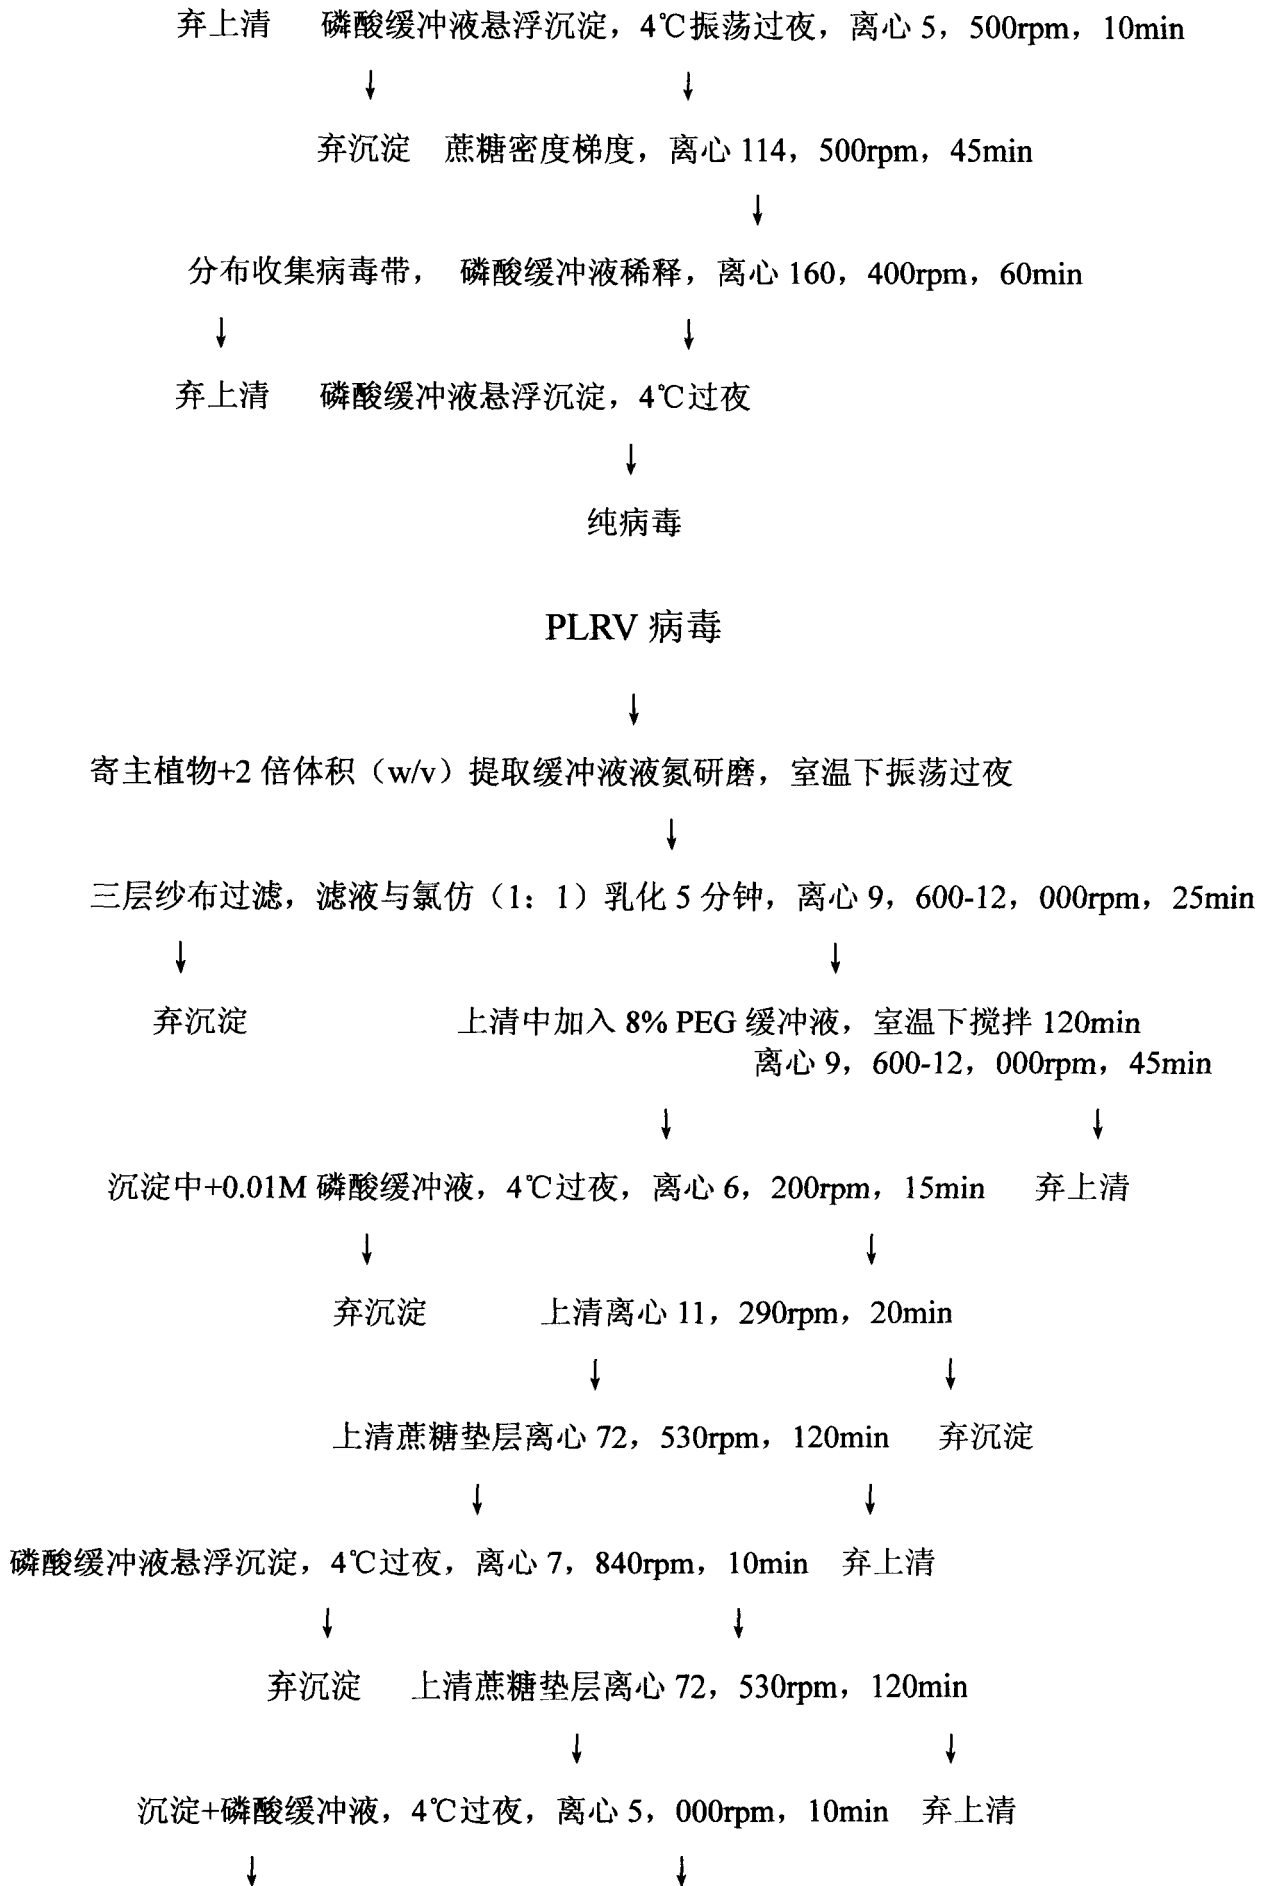 弃上清 磷酸缓冲液悬浮沉淀，4℃振荡过夜，离心 5，500rpm，10min
↓ ↓
弃沉淀 蔗糖密度梯度，离心 114，500rpm，45min
↓
分布收集病毒带， 磷酸缓冲液稀释，离心 160，400rpm，60min
↓ ↓
弃上清 磷酸缓冲液悬浮沉淀，4℃过夜
↓
纯病毒
PLRV 病毒
↓
寄主植物+2 倍体积（w/v）提取缓冲液液氮研磨，室温下振荡过夜
↓
三层纱布过滤，滤液与氯仿（1：1）乳化 5 分钟，离心 9，600-12，000rpm，25min
↓ ↓
弃沉淀 上清中加入 8% PEG 缓冲液，室温下搅拌 120min
离心 9，600-12，000rpm，45min
↓ ↓
沉淀中+0.01M 磷酸缓冲液，4℃过夜，离心 6，200rpm，15min 弃上清
↓ ↓
弃沉淀 上清离心 11，290rpm，20min
↓ ↓
上清蔗糖垫层离心 72，530rpm，120min 弃沉淀
↓ ↓
磷酸缓冲液悬浮沉淀，4℃过夜，离心 7，840rpm，10min 弃上清
↓ ↓
弃沉淀 上清蔗糖垫层离心 72，530rpm，120min
↓ ↓
沉淀+磷酸缓冲液，4℃过夜，离心 5，000rpm，10min 弃上清
↓ ↓